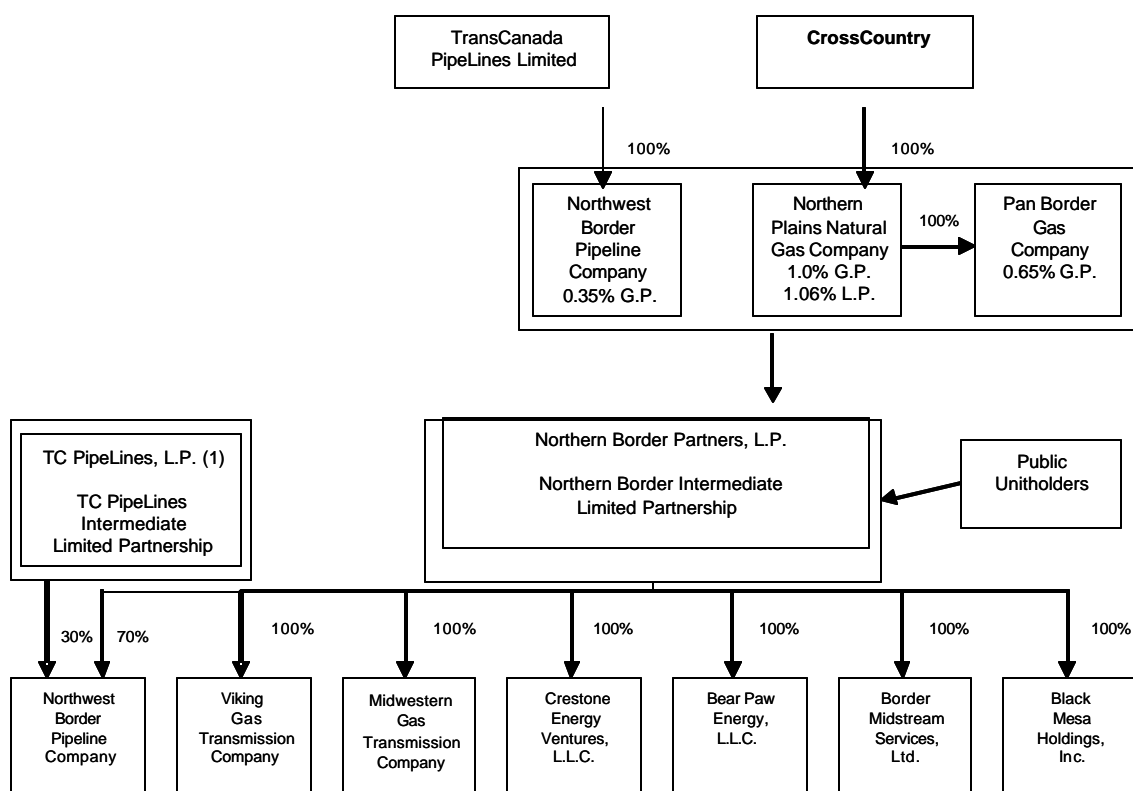 TransCanada
PipeLines Limited
CrossCountry
100%
100%
Northwest
Border
Pipeline
Company
0.35% G.P.
Northern
Plains Natural
Gas Company
1.0% G.P.
1.06% L.P.
100%
Pan Border
Gas
Company
0.65% G.P.
TC PipeLines, L.P. (1)
TC PipeLines
Intermediate
Limited Partnership
Northern Border Partners, L.P.
Northern Border Intermediate
Limited Partnership
Public
Unitholders
30%
70%
100%
100%
100%
100%
100%
100%
Northwest
Border
Pipeline
Company
Viking
Gas
Transmission
Company
Midwestern
Gas
Transmission
Company
Crestone
Energy
Ventures,
L.L.C.
Bear Paw
Energy,
L.L.C.
Border
Midstream
Services,
Ltd.
Black
Mesa
Holdings,
Inc.